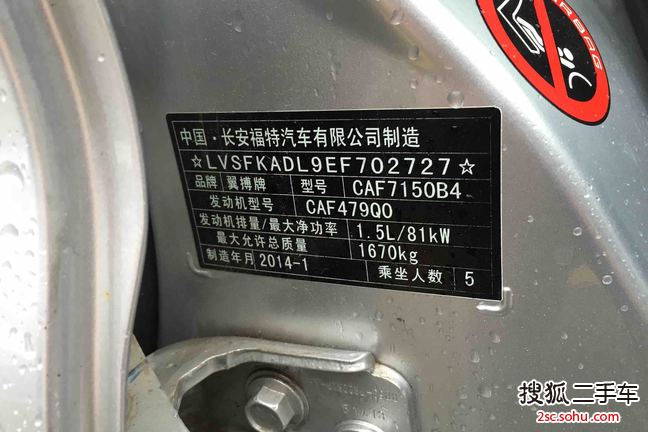 AIRBAG
中国·长安福特汽车有限公司制造
☆LVSFKADL9EF702727☆
品牌 翼搏牌 型号 CAF7150B4
发动机型号 CAF479Q0
发动机排量/最大净功率 1.5L/81kW
最大允许总质量 1670kg
制造年月 2014-1 乘坐人数 5
搜狐二手车
2sc.sohu.com